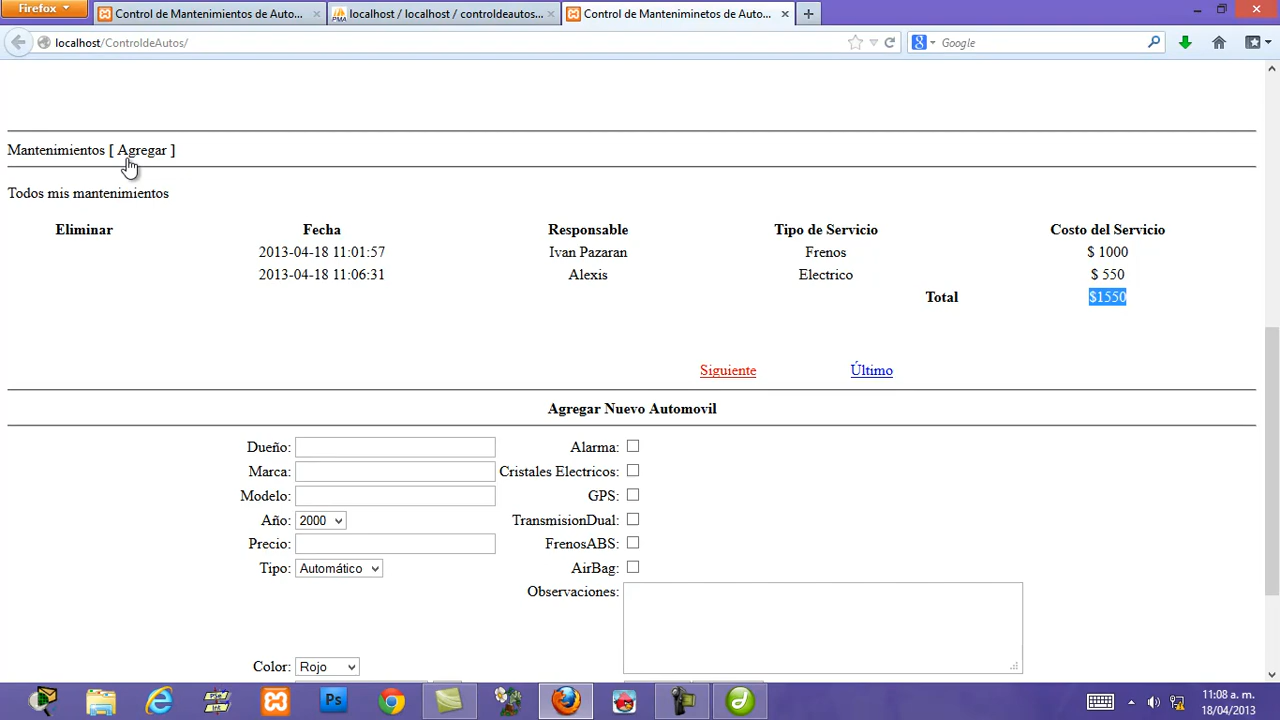 Firefox
Control de Mantenimientos de Auto...
localhost / localhost / controldeautos...
Control de Manteniminetos de Auto...
localhost/ControldeAutos/
Google
Mantenimientos [ Agregar ]
Todos mis mantenimientos
Eliminar Fecha Responsable Tipo de Servicio Costo del Servicio
2013-04-18 11:01:57 Ivan Pazaran Frenos $ 1000
2013-04-18 11:06:31 Alexis Electrico $ 550
Total $1550
Siguiente Último
Agregar Nuevo Automovil
Dueño: Alarma:
Marca: Cristales Electricos:
Modelo: GPS:
Año: 2000 TransmisionDual:
Precio: FrenosABS:
Tipo: Automático AirBag:
Observaciones:
Color: Rojo
Ps
11:08 a. m.
18/04/2013